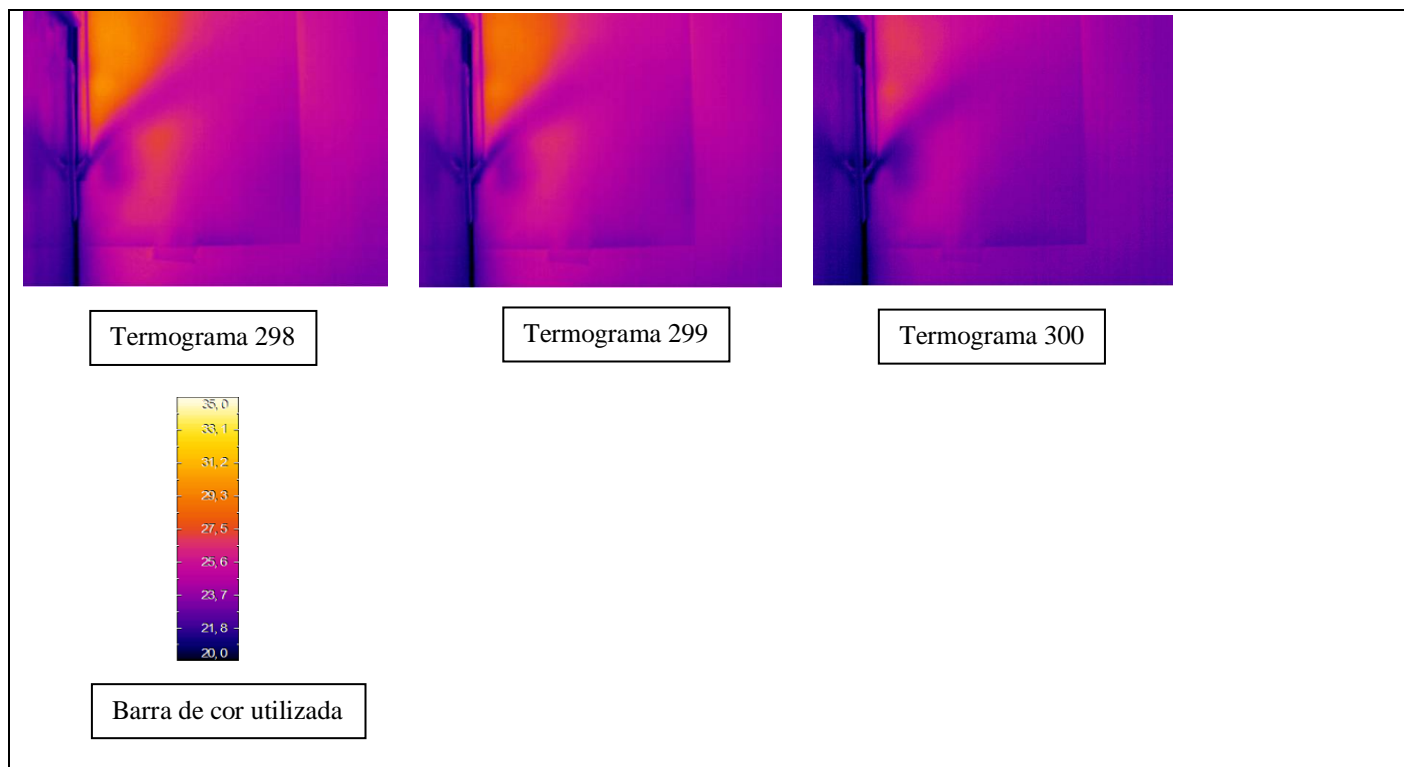 Termograma 298
Termograma 299
Termograma 300
35,0
33,1
31,2
29,3
27,5
25,6
23,7
21,8
20,0
Barra de cor utilizada